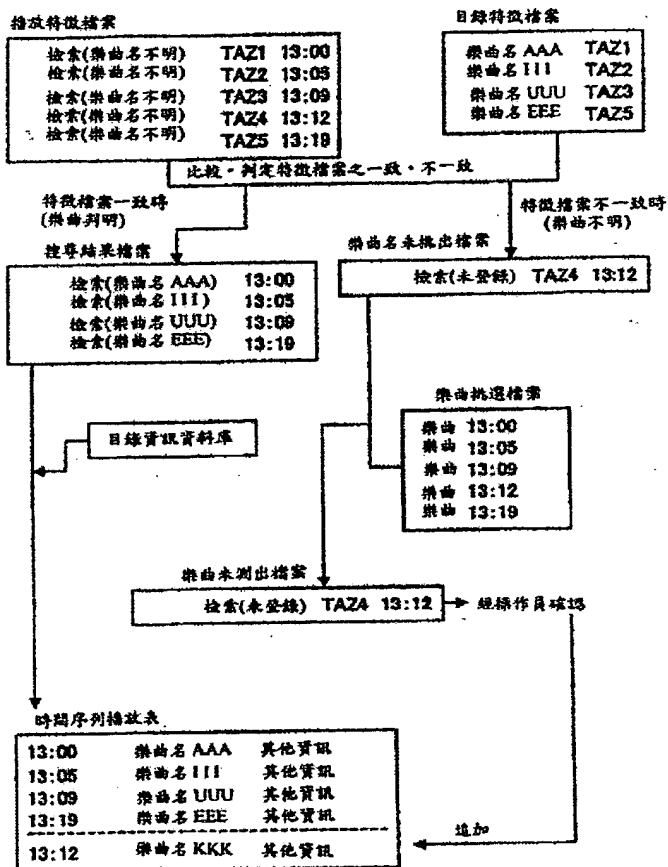 播放特徵檔案
檢索(樂曲名不明) TAZ1 13:00
檢索(樂曲名不明) TAZ2 13:05
檢索(樂曲名不明) TAZ3 13:09
檢索(樂曲名不明) TAZ4 13:12
檢索(樂曲名不明) TAZ5 13:19
目錄特徵檔案
樂曲名 AAA TAZ1
樂曲名 III TAZ2
樂曲名 UUU TAZ3
樂曲名 EEE TAZ5
比較・判定特徵檔案之一致・不一致
特徵檔案一致時
(樂曲判明)
特徵檔案不一致時
(樂曲不明)
搜尋結果檔案
檢索(樂曲名 AAA) 13:00
檢索(樂曲名 III) 13:05
檢索(樂曲名 UUU) 13:09
檢索(樂曲名 EEE) 13:19
樂曲名未挑出檔案
檢索(未登錄) TAZ4 13:12
目錄資訊資料庫
樂曲挑選檔案
樂曲 13:00
樂曲 13:05
樂曲 13:09
樂曲 13:12
樂曲 13:19
樂曲未測出檔案
檢索(未登錄) TAZ4 13:12
經操作員確認
時間序列播放表
13:00 樂曲名 AAA 其他資訊
13:05 樂曲名 III 其他資訊
13:09 樂曲名 UUU 其他資訊
13:19 樂曲名 EEE 其他資訊
13:12 樂曲名 KKK 其他資訊
追加